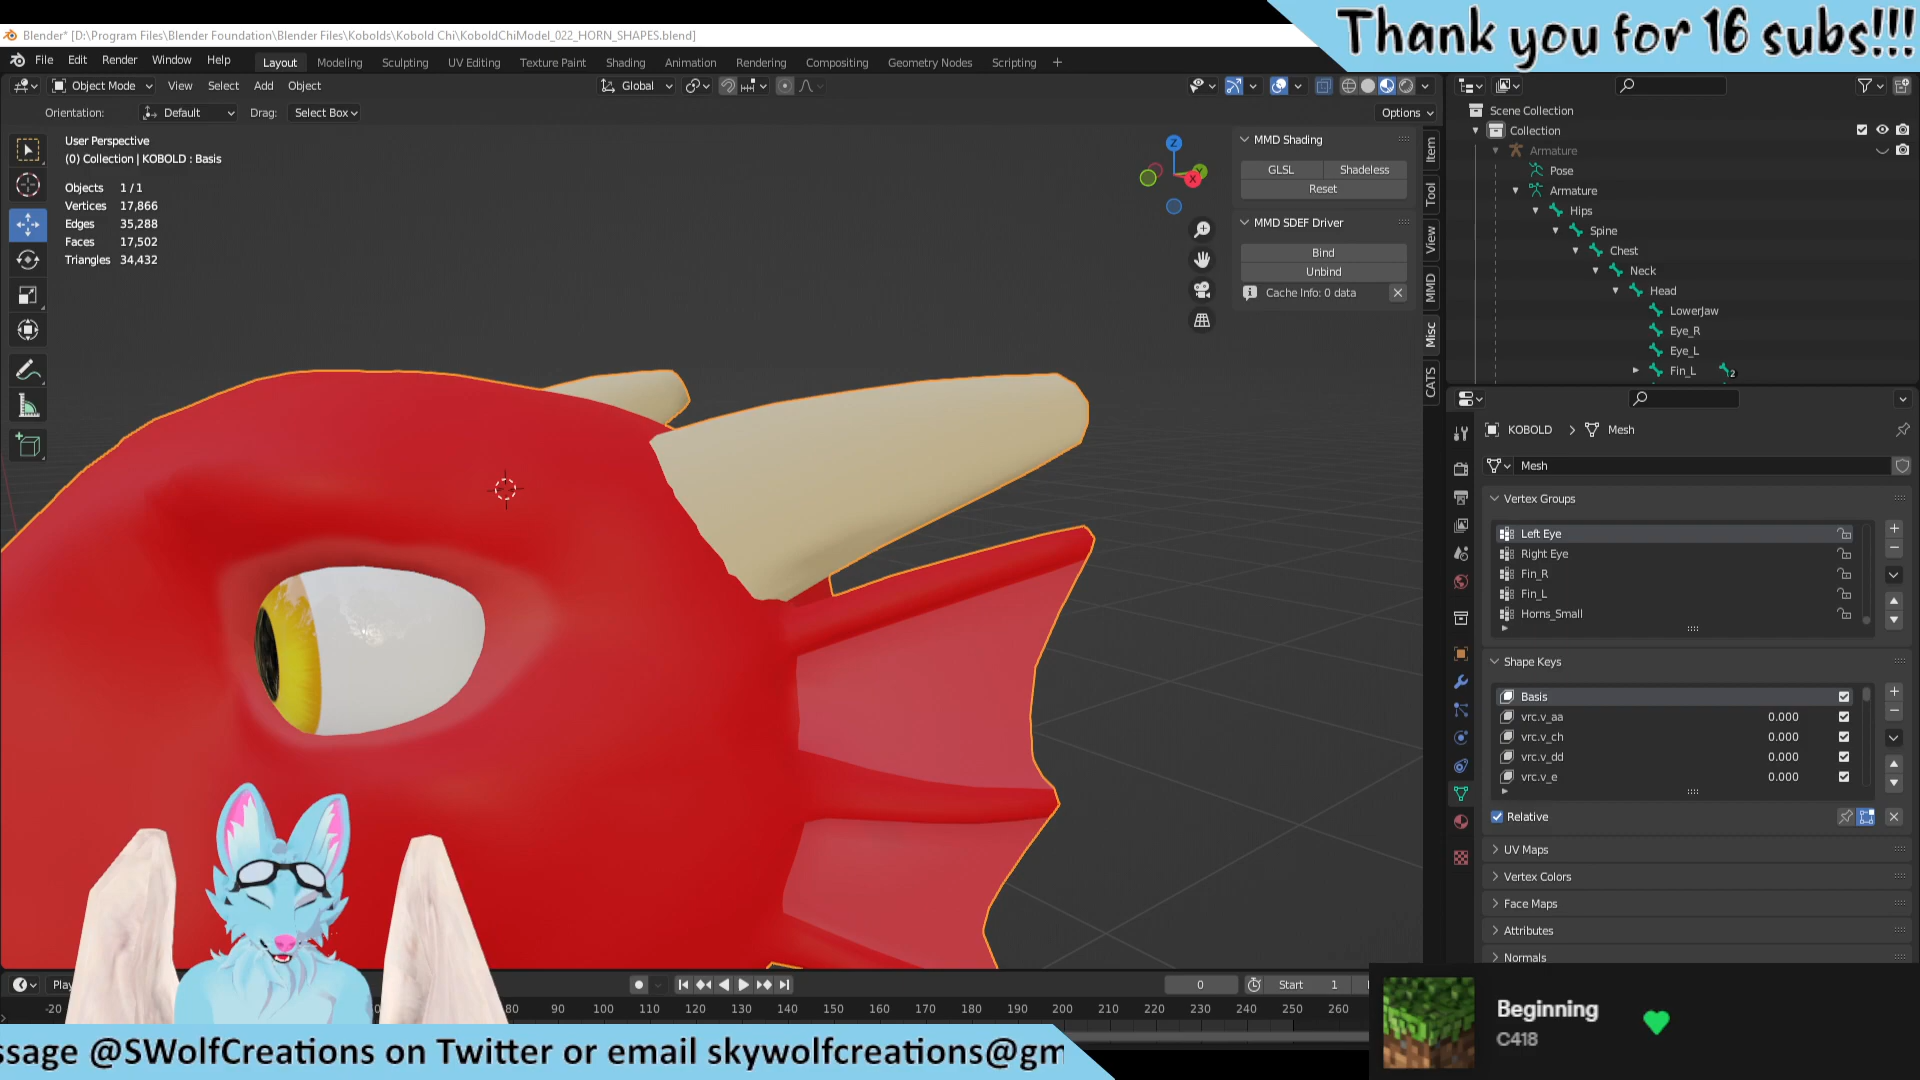 Thank you for 16 subs!!!
Blender* [D:\Program Files\Blender Foundation\Blender Files\Kobolds\Kobold Chi\KoboldChiModel_022_HORN_SHAPES.blend]
File Edit Render Window Help Layout Modeling Sculpting UV Editing Texture Paint Shading Animation Rendering Compositing Geometry Nodes Scripting +
Object Mode View Select Add Object Global
Orientation: Default Drag: Select Box Options
User Perspective
(0) Collection | KOBOLD : Basis
Objects 1 / 1
Vertices 17,866
Edges 35,288
Faces 17,502
Triangles 34,432
Z
X
MMD Shading
GLSL Shadeless
Reset
MMD SDEF Driver
Bind
Unbind
Cache Info: 0 data
Item
Tool
View
MMD
Misc
CATS
Scene Collection
Collection
Armature
Pose
Armature
Hips
Spine
Chest
Neck
Head
LowerJaw
Eye_R
Eye_L
Fin_L 2
KOBOLD Mesh
Mesh
Vertex Groups
Left Eye
Right Eye
Fin_R
Fin_L
Horns_Small
Shape Keys
Basis
vrc.v_aa 0.000
vrc.v_ch 0.000
vrc.v_dd 0.000
vrc.v_e 0.000
Relative
UV Maps
Vertex Colors
Face Maps
Attributes
Normals
Play 0 Start 1
-20 80 90 100 110 120 130 140 150 160 170 180 190 200 210 220 230 240 250 260
ssage @SWolfCreations on Twitter or email skywolfcreations@gm
Beginning
C418